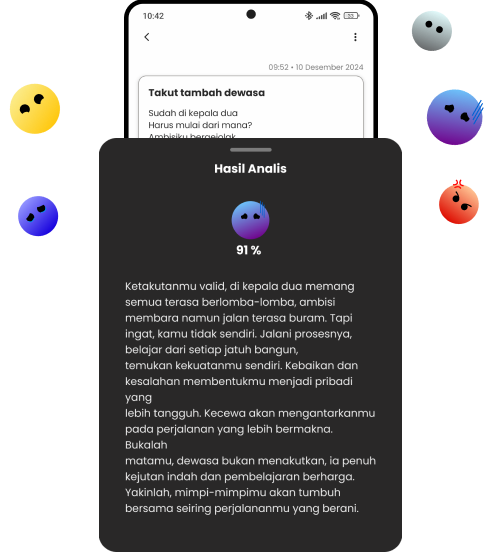 10:42
09:52 • 10 Desember 2024
Takut tambah dewasa
Sudah di kepala dua
Harus mulai dari mana?
Ambisiku bergejolak
Hasil Analis
91 %
Ketakutanmu valid, di kepala dua memang
semua terasa berlomba-lomba, ambisi
membara namun jalan terasa buram. Tapi
ingat, kamu tidak sendiri. Jalani prosesnya,
belajar dari setiap jatuh bangun,
temukan kekuatanmu sendiri. Kebaikan dan
kesalahan membentukmu menjadi pribadi
yang
lebih tangguh. Kecewa akan mengantarkanmu
pada perjalanan yang lebih bermakna.
Bukalah
matamu, dewasa bukan menakutkan, ia penuh
kejutan indah dan pembelajaran berharga.
Yakinlah, mimpi-mimpimu akan tumbuh
bersama seiring perjalananmu yang berani.